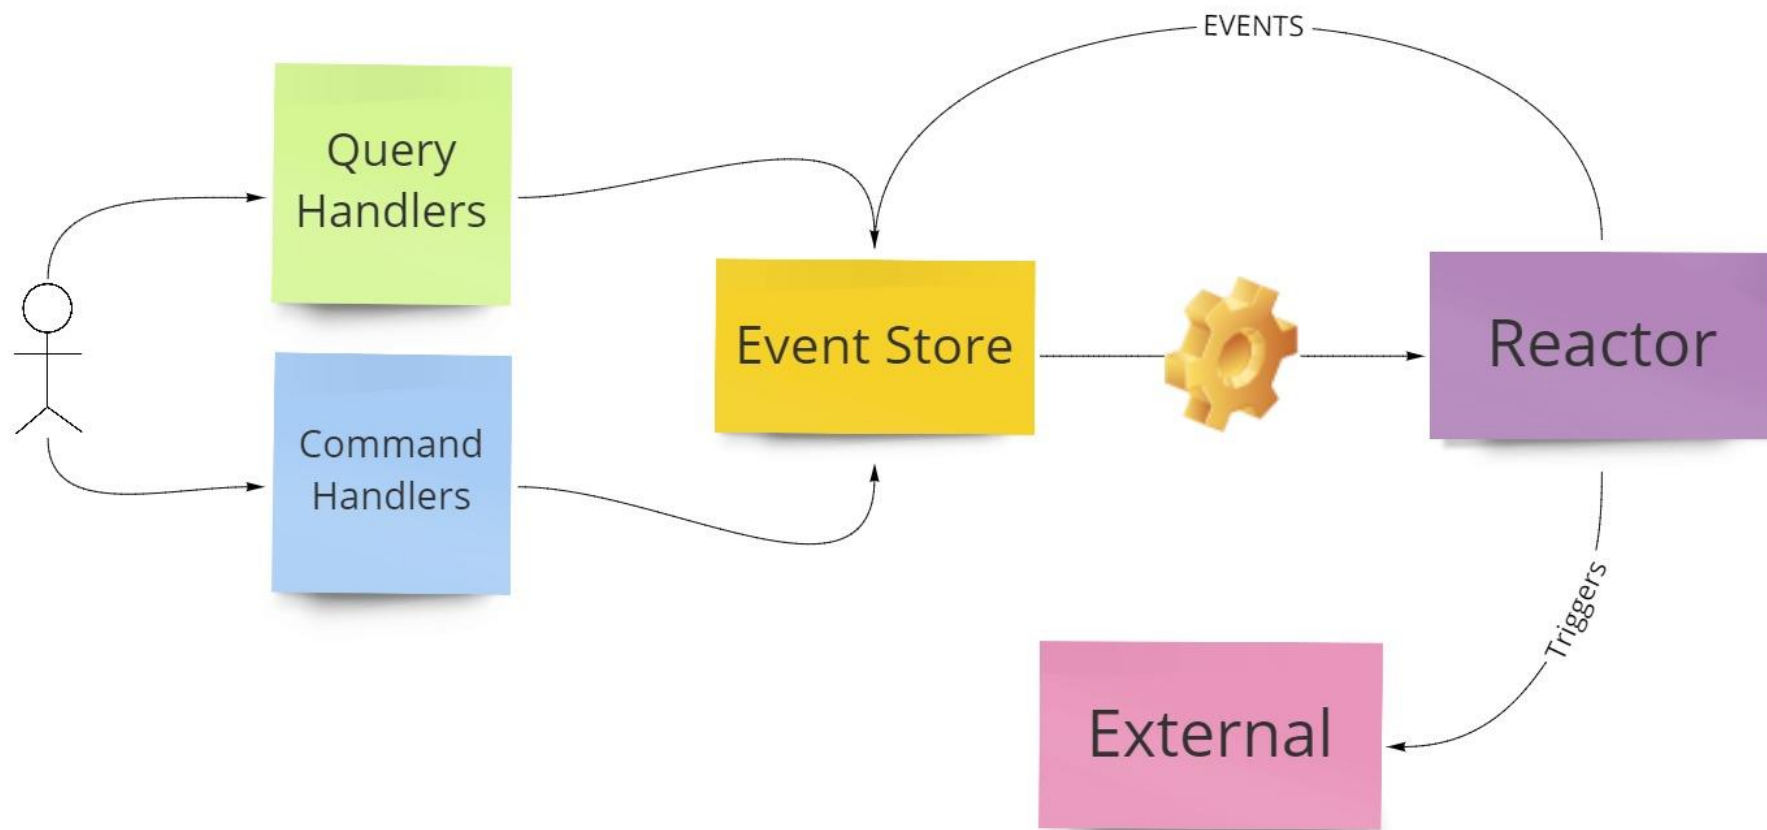 EVENTS
Query
Handlers
Event Store
Reactor
Command
Handlers
Triggers
External